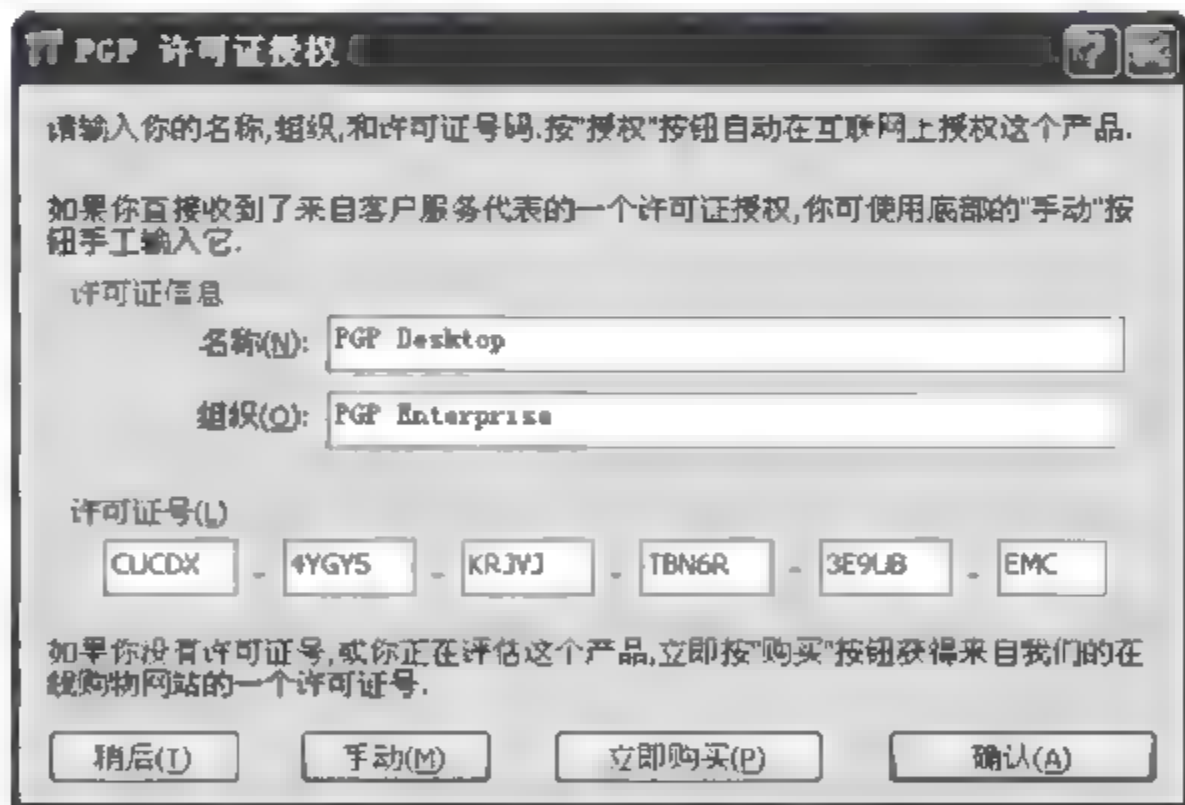 PGP 许可证授权
请输入你的名称,组织,和许可证号码.按"授权"按钮自动在互联网上授权这个产品.
如果你直接收到了来自客户服务代表的一个许可证授权,你可使用底部的"手动"按
钮手工输入它.
许可证信息
名称(N): PGP Desktop
组织(O): PGP Enterprise
许可证号(L)
CUCDX - 4YGY5 - KRJVJ - TBN6R - 3E9UB - EMC
如果你没有许可证号,或你正在评估这个产品,立即按"购买"按钮获得来自我们的在
线购物网站的一个许可证号.
稍后(T) 手动(M) 立即购买(P) 确认(A)